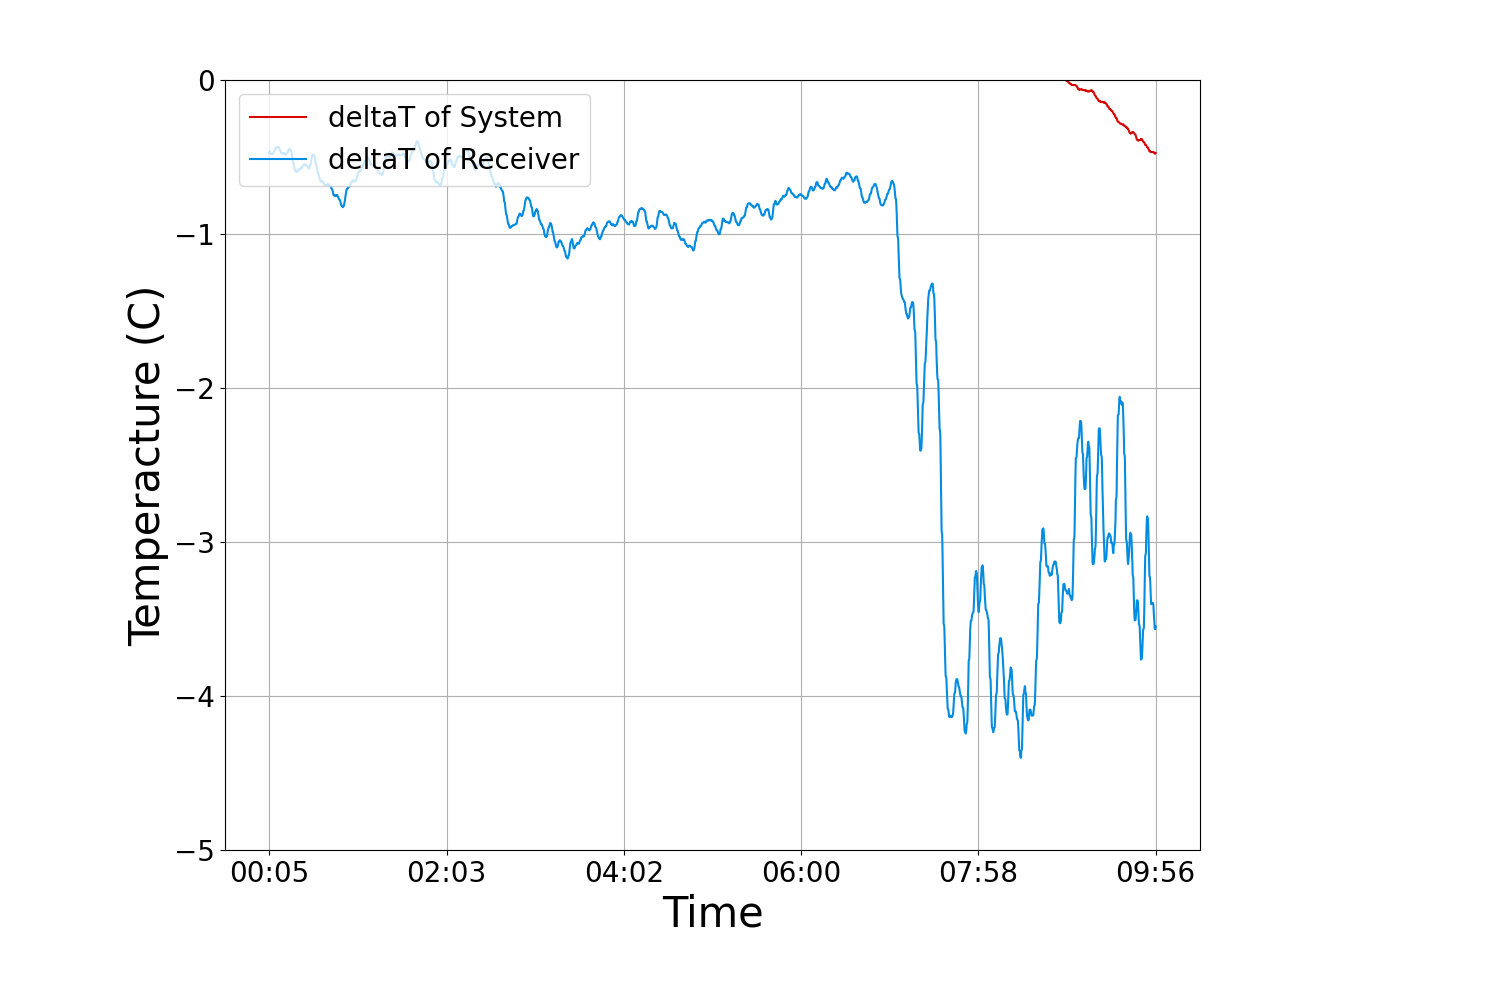 0
deltaT of System
deltaT of Receiver
−1
−2
−3
−4
−5
Temperacture (C)
00:05 02:03 04:02 06:00 07:58 09:56
Time